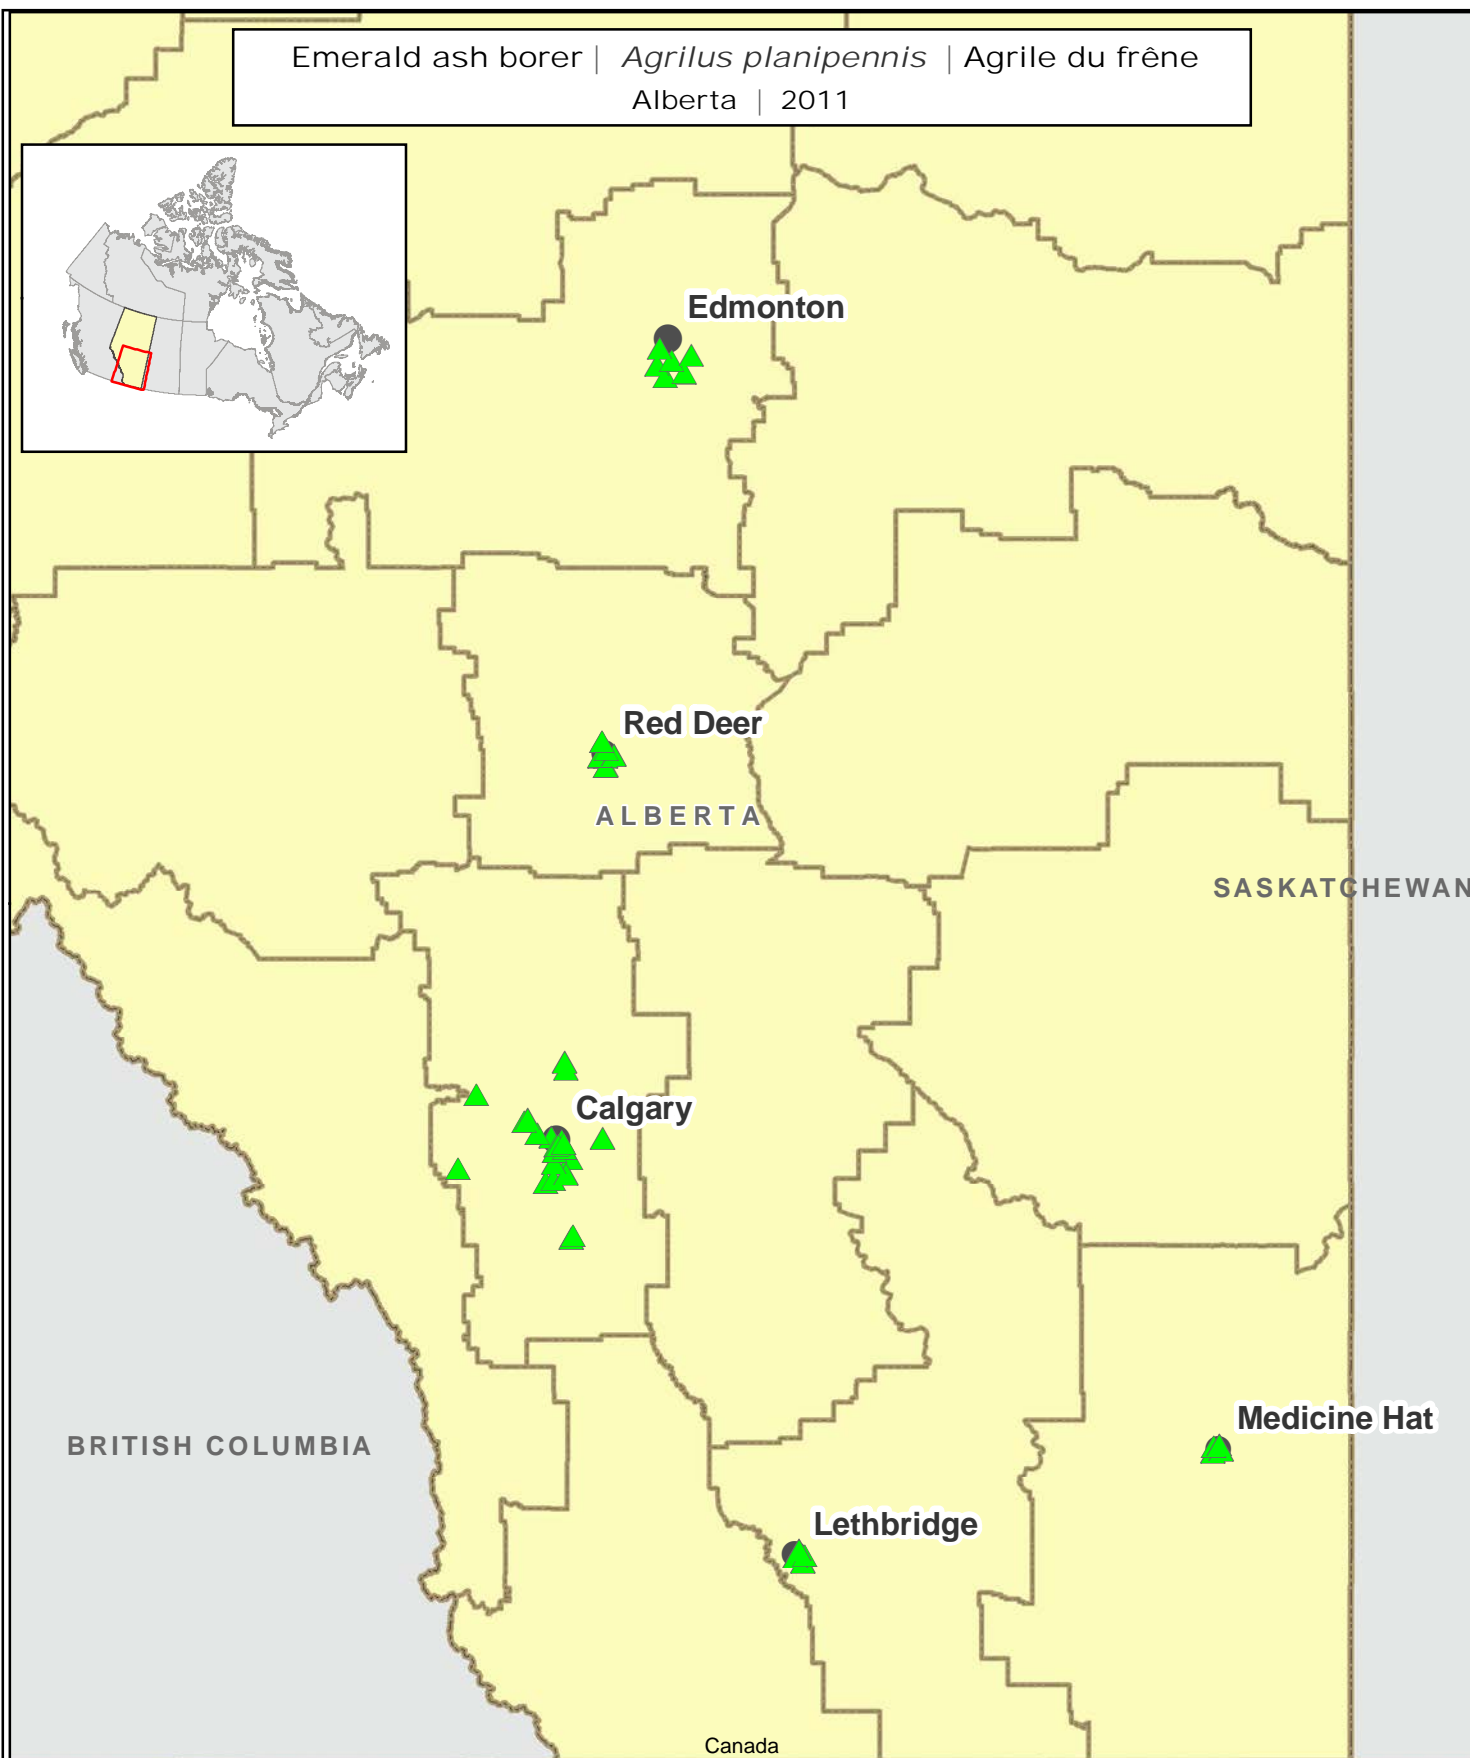 Emerald ash borer | Agrilus planipennis | Agrile du frêne
Alberta | 2011
Edmonton
Red Deer
ALBERTA
SASKATCHEWAN
Calgary
Medicine Hat
BRITISH COLUMBIA
Lethbridge
Canada